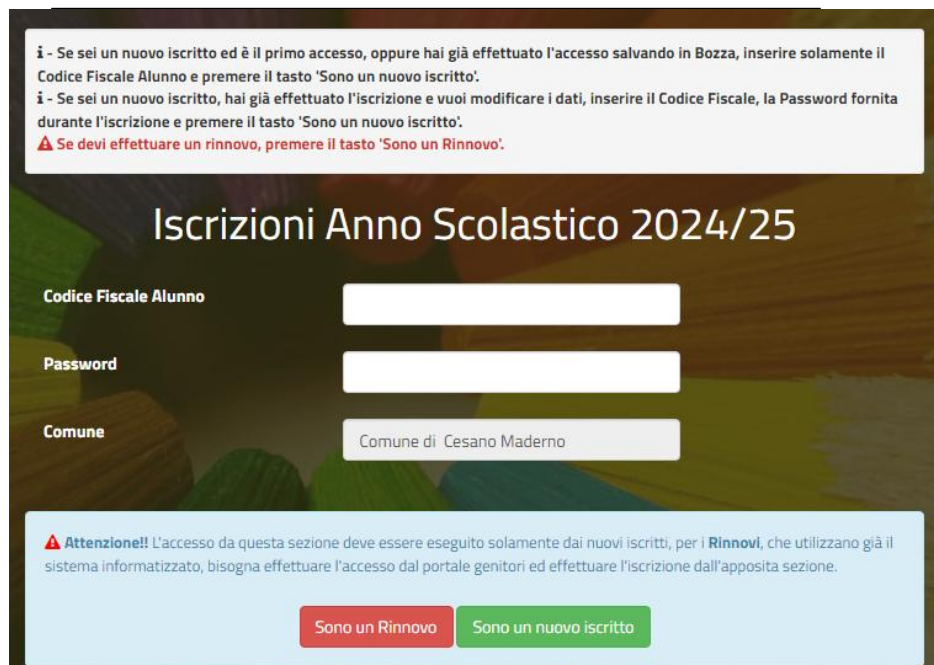 i - Se sei un nuovo iscritto ed è il primo accesso, oppure hai già effettuato l'accesso salvando in Bozza, inserire solamente il
Codice Fiscale Alunno e premere il tasto 'Sono un nuovo iscritto'.
i - Se sei un nuovo iscritto, hai già effettuato l'iscrizione e vuoi modificare i dati, inserire il Codice Fiscale, la Password fornita
durante l'iscrizione e premere il tasto 'Sono un nuovo iscritto'.
Se devi effettuare un rinnovo, premere il tasto 'Sono un Rinnovo'.
Iscrizioni Anno Scolastico 2024/25
Codice Fiscale Alunno
Password
Comune
Comune di Cesano Maderno
Attenzione!! L'accesso da questa sezione deve essere eseguito solamente dai nuovi iscritti, per i Rinnovi, che utilizzano già il
sistema informatizzato, bisogna effettuare l'accesso dal portale genitori ed effettuare l'iscrizione dall'apposita sezione.
Sono un Rinnovo
Sono un nuovo iscritto